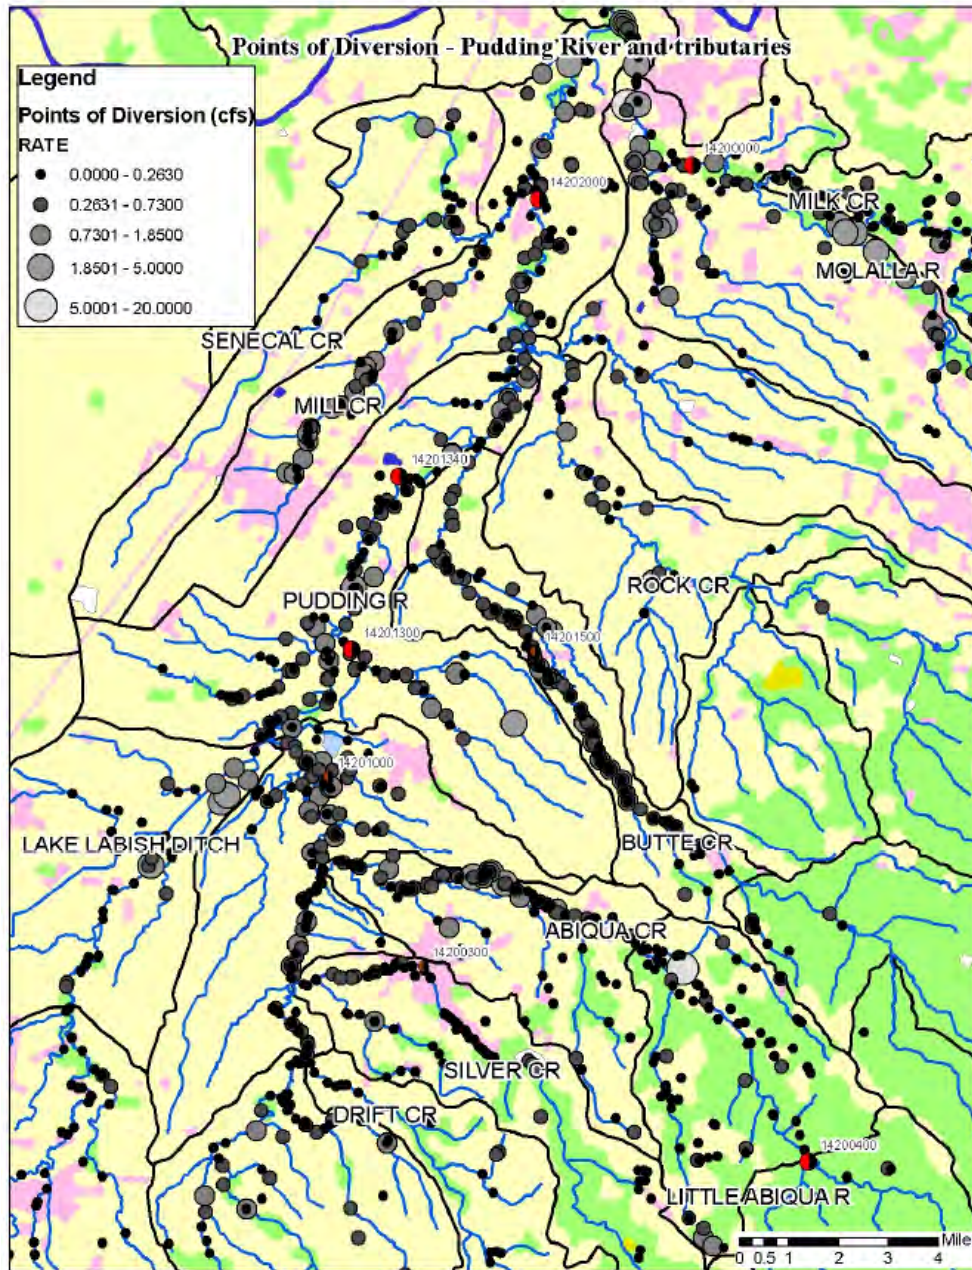 Points of Diversion - Pudding River and tributaries
Legend
Points of Diversion (cfs)
RATE
0.0000 - 0.2630
0.2631 - 0.7300
0.7301 - 1.8500
1.8501 - 5.0000
5.0001 - 20.0000
14200000
14202000
MILK CR
MOLALLA R
SENECAL CR
MILL CR
14201340
ROCK CR
PUDDING R
14201300
14201500
14201000
LAKE LABISH DITCH
BUTTE CR
ABIQUA CR
14200300
SILVER CR
DRIFT CR
14200400
LITTLE ABIQUA R
Mile
0 0.5 1 2 3 4